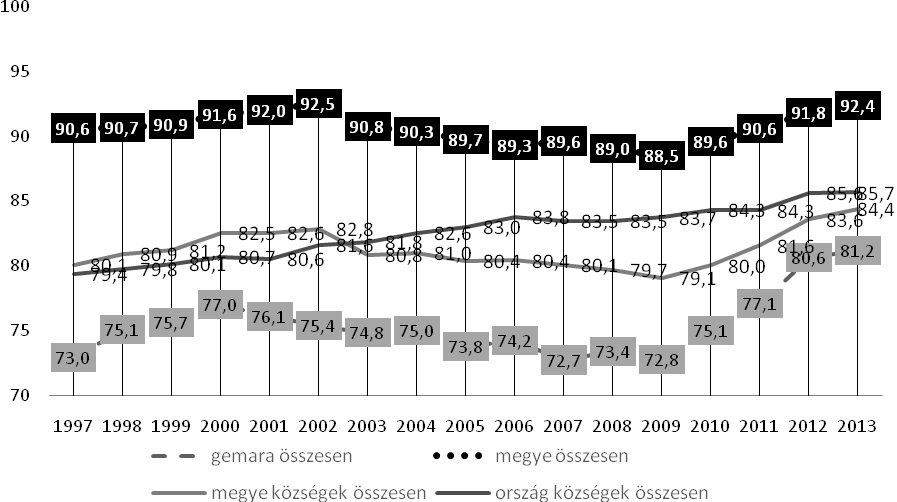 100
95
90
85
80
75
70
90,6 90,7 90,9 91,6 92,0 92,5 90,8 90,3 89,7 89,3 89,6 89,0 88,5 89,6 90,6 91,8 92,4
79,4 79,8 80,1 80,7 80,6 81,6 81,8 82,6 83,0 83,8 83,5 83,5 83,7 84,3 84,3 85,6 85,7
80,1 80,9 81,2 82,5 82,6 82,8 80,8 81,0 80,4 80,4 80,1 79,7 79,1 80,0 81,6 83,6 84,4
73,0 75,1 75,7 77,0 76,1 75,4 74,8 75,0 73,8 74,2 72,7 73,4 72,8 75,1 77,1 80,6 81,2
1997 1998 1999 2000 2001 2002 2003 2004 2005 2006 2007 2008 2009 2010 2011 2012 2013
gemara összesen megye összesen
megye községek összesen ország községek összesen